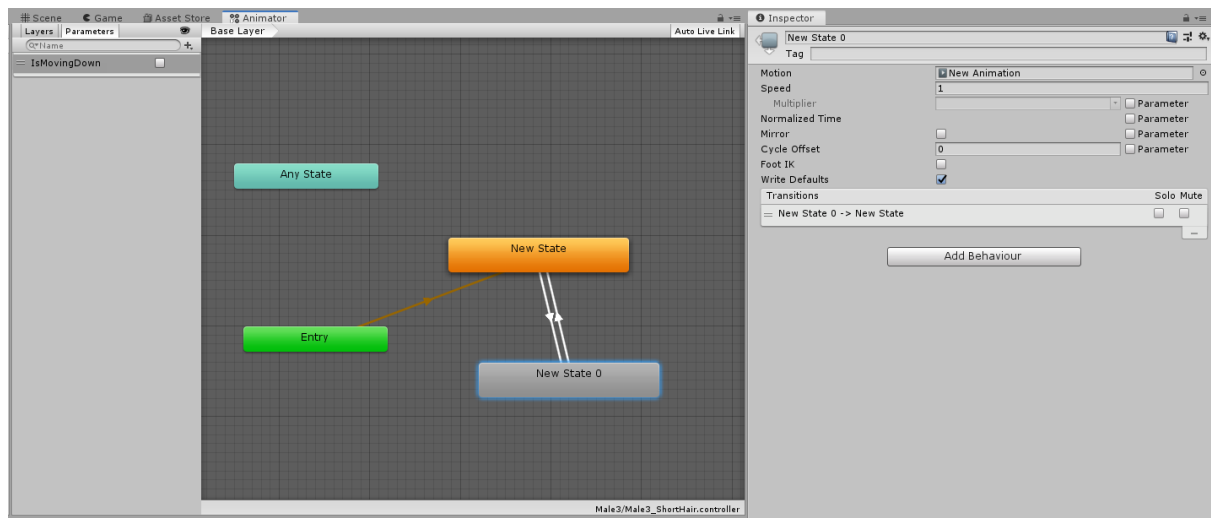 Scene Game Asset Store Animator
Layers Parameters
Name
IsMovingDown
Base Layer Auto Live Link
Any State
New State
Entry
New State 0
Male3/Male3_ShortHair.controller
Inspector
New State 0
Tag
Motion New Animation
Speed 1
Multiplier Parameter
Normalized Time Parameter
Mirror Parameter
Cycle Offset 0 Parameter
Foot IK
Write Defaults
Transitions Solo Mute
New State 0 -> New State
Add Behaviour